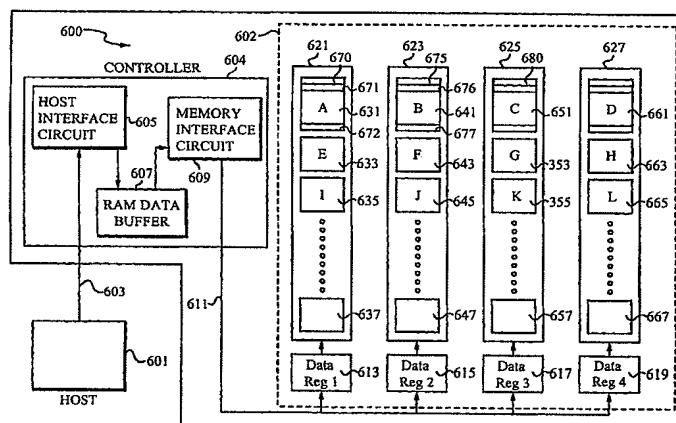 600
602
621
623
625
627
604
CONTROLLER
670
675
680
671
676
HOST INTERFACE CIRCUIT
605
MEMORY INTERFACE CIRCUIT
609
607
RAM DATA BUFFER
A
631
B
641
C
651
D
661
672
677
E
633
F
643
G
353
H
663
I
635
J
645
K
355
L
665
603
611
637
647
657
667
601
HOST
Data Reg 1
613
Data Reg 2
615
Data Reg 3
617
Data Reg 4
619